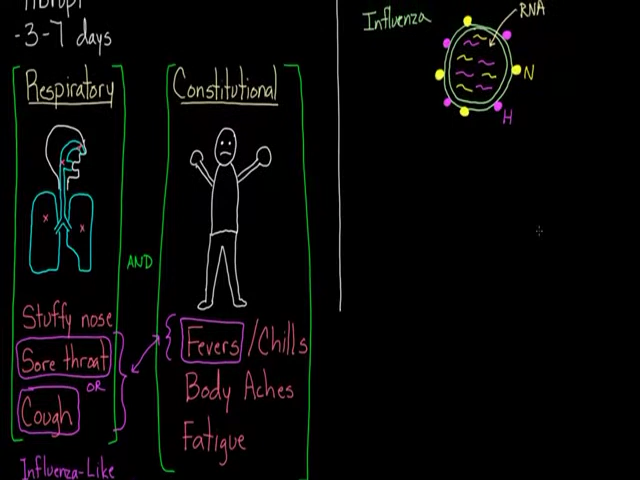 -3-7 days
Respiratory
Constitutional
AND
Stuffy nose
Sore throat
OR
Cough
Influenza-Like
Fevers/Chills
Body Aches
Fatigue
Influenza
RNA
N
H